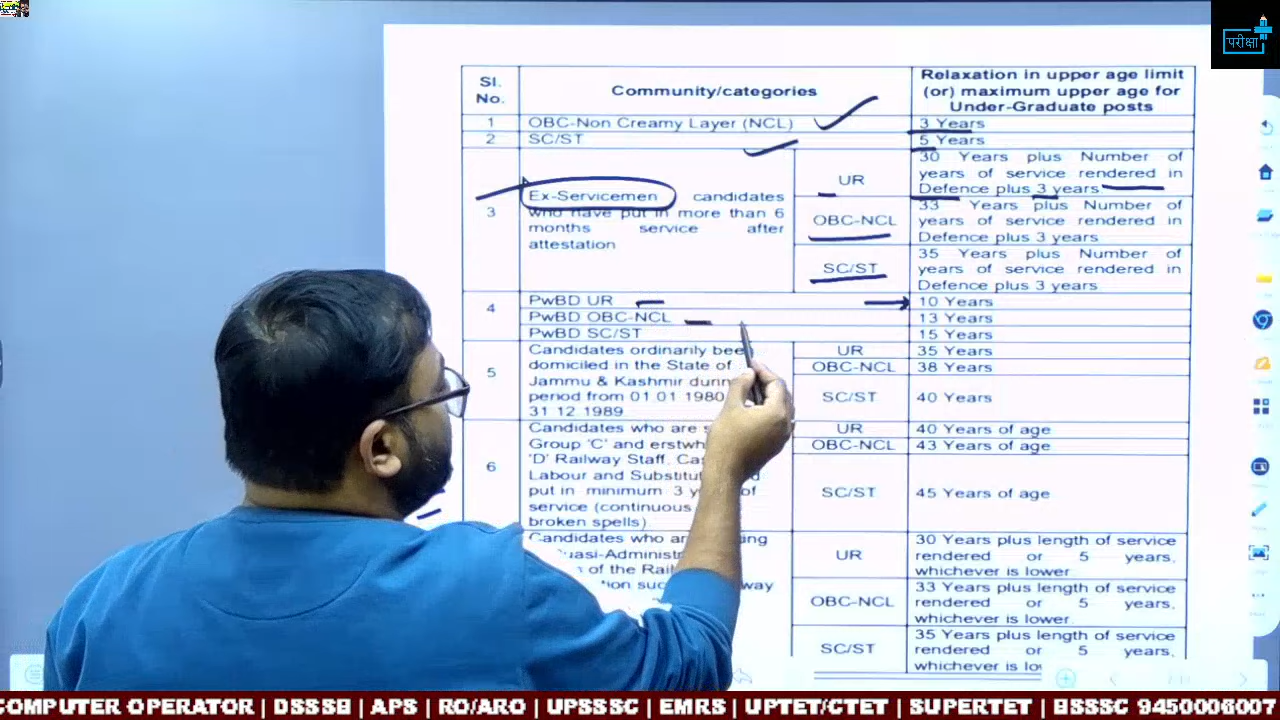 परीक्षा
Sl. No.
Community/categories
Relaxation in upper age limit
(or) maximum upper age for
Under-Graduate posts
1
OBC-Non Creamy Layer (NCL)
3 Years
2
SC/ST
5 Years
3
Ex-Servicemen candidates
who have put in more than 6
months service after
attestation
UR
30 Years plus Number of
years of service rendered in
Defence plus 3 years
OBC-NCL
33 Years plus Number of
years of service rendered in
Defence plus 3 years
SC/ST
35 Years plus Number of
years of service rendered in
Defence plus 3 years
4
PwBD UR
10 Years
PwBD OBC-NCL
13 Years
PwBD SC/ST
15 Years
5
Candidates ordinarily
domiciled in the State of
Jammu & Kashmir
period from 01.01.1980
31.12.1989
UR
35 Years
OBC-NCL
38 Years
SC/ST
40 Years
6
Candidates who are
Group 'C' and
'D' Railway Staff,
Labour and
put in minimum 3 of
service (continuous
broken spells)
UR
40 Years of age
OBC-NCL
43 Years of age
SC/ST
45 Years of age
Candidates who
of the
UR
30 Years plus length of service
rendered or 5 years,
whichever is lower
OBC-NCL
33 Years plus length of service
rendered or 5 years,
whichever is lower.
SC/ST
35 Years plus length of service
rendered or 5 years,
whichever is
COMPUTER OPERATOR | DSSSB | APS | RO/ARO | UPSSSC | EMRS | UPTET/CTET | SUPERTET | BSSSC 9450006007